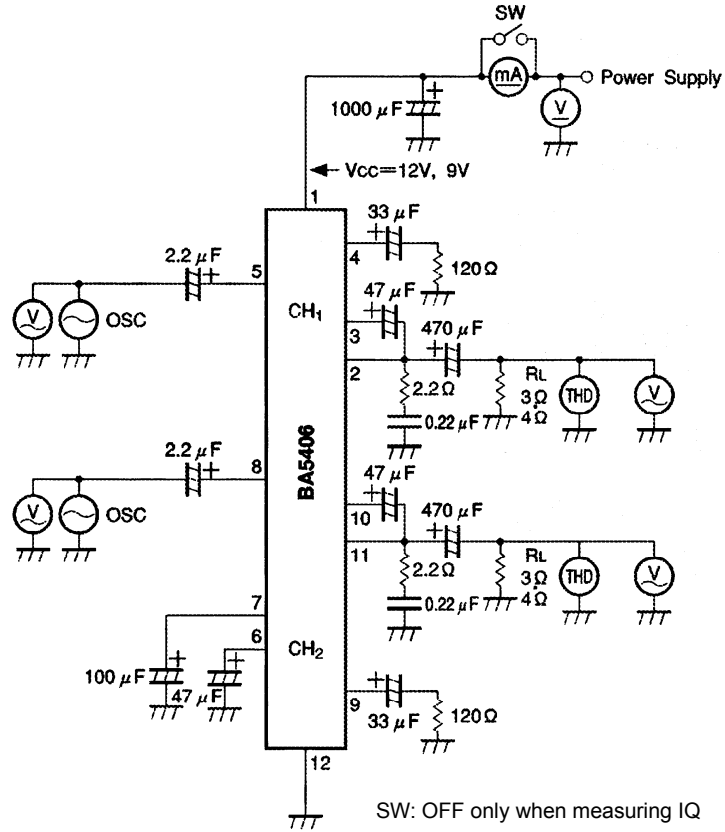 SW
mA
Power Supply
V
1000 µF
+
Vcc=12V, 9V
1
33 µF
+
4
120Ω
2.2 µF
+
5
V
OSC
CH1
47 µF
+
3
470 µF
+
2
2.2Ω
0.22 µF
RL
3Ω
4Ω
THD
V
BA5406
2.2 µF
+
8
V
OSC
47 µF
+
10
470 µF
+
11
2.2Ω
0.22 µF
RL
3Ω
4Ω
THD
V
7
6
100 µF
+
47 µF
+
CH2
9
+
33 µF
120Ω
12
SW: OFF only when measuring IQ